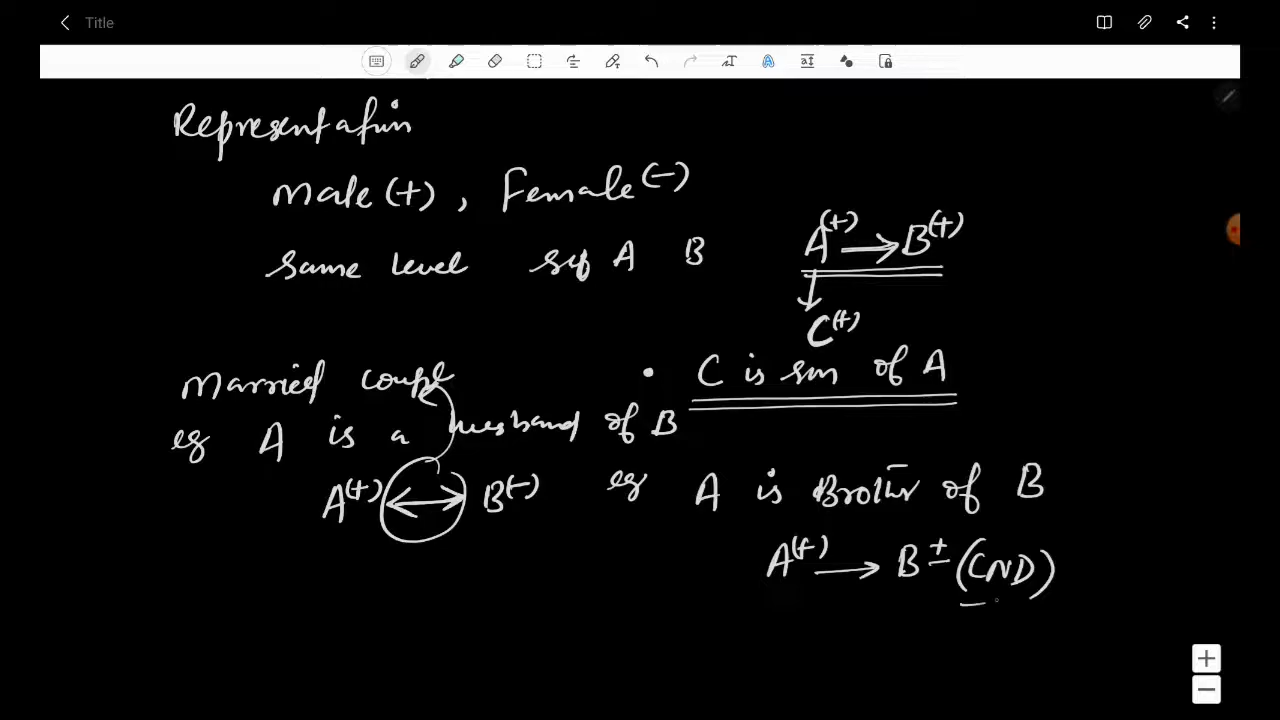 Title
Representation
Male (+) , Female (-)
Same level A B
A(+) → B(+)
↓
C(+)
Married couple
• C is son of A
eg A is a husband of B
A(+) ↔ B(-)
eg A is Brother of B
A(+) → B ± (CND)